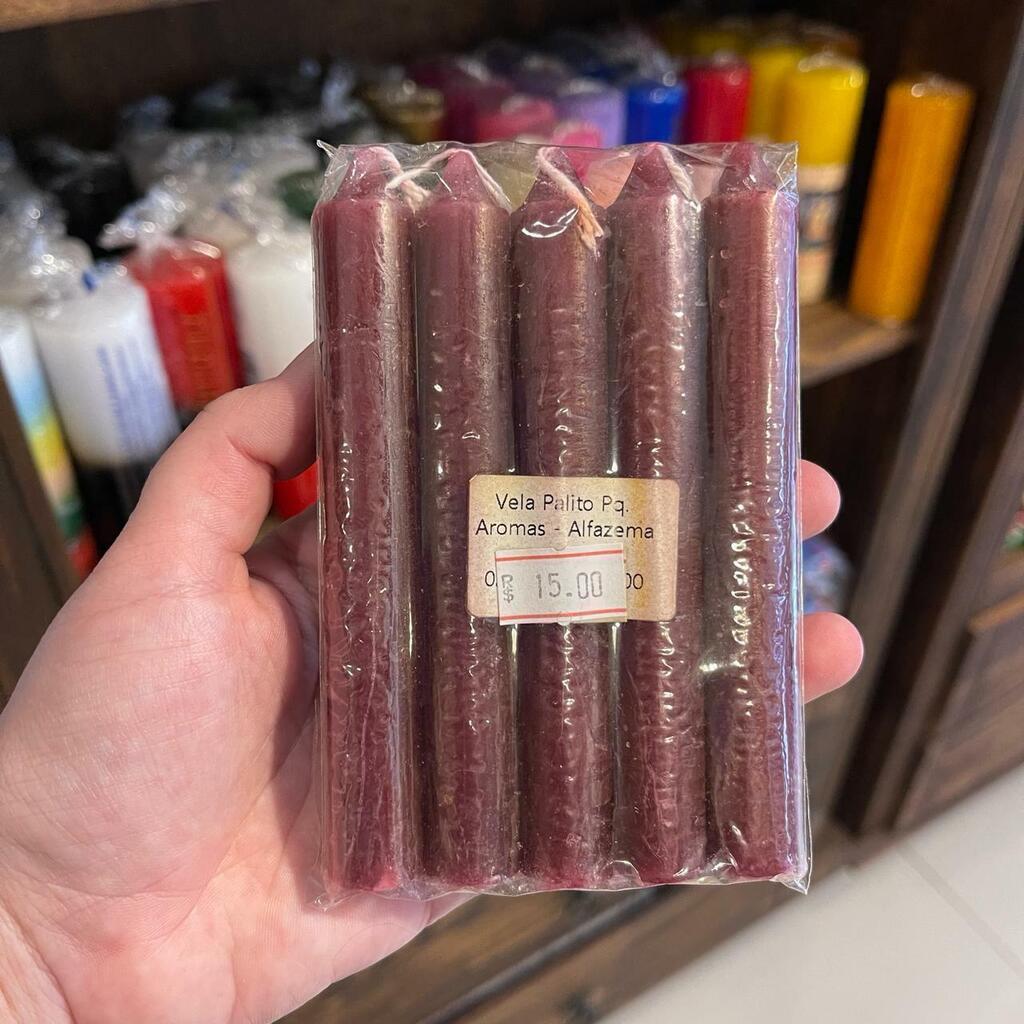 Vela Palito Pq.
Aromas - Alfazema
R$ 15.00